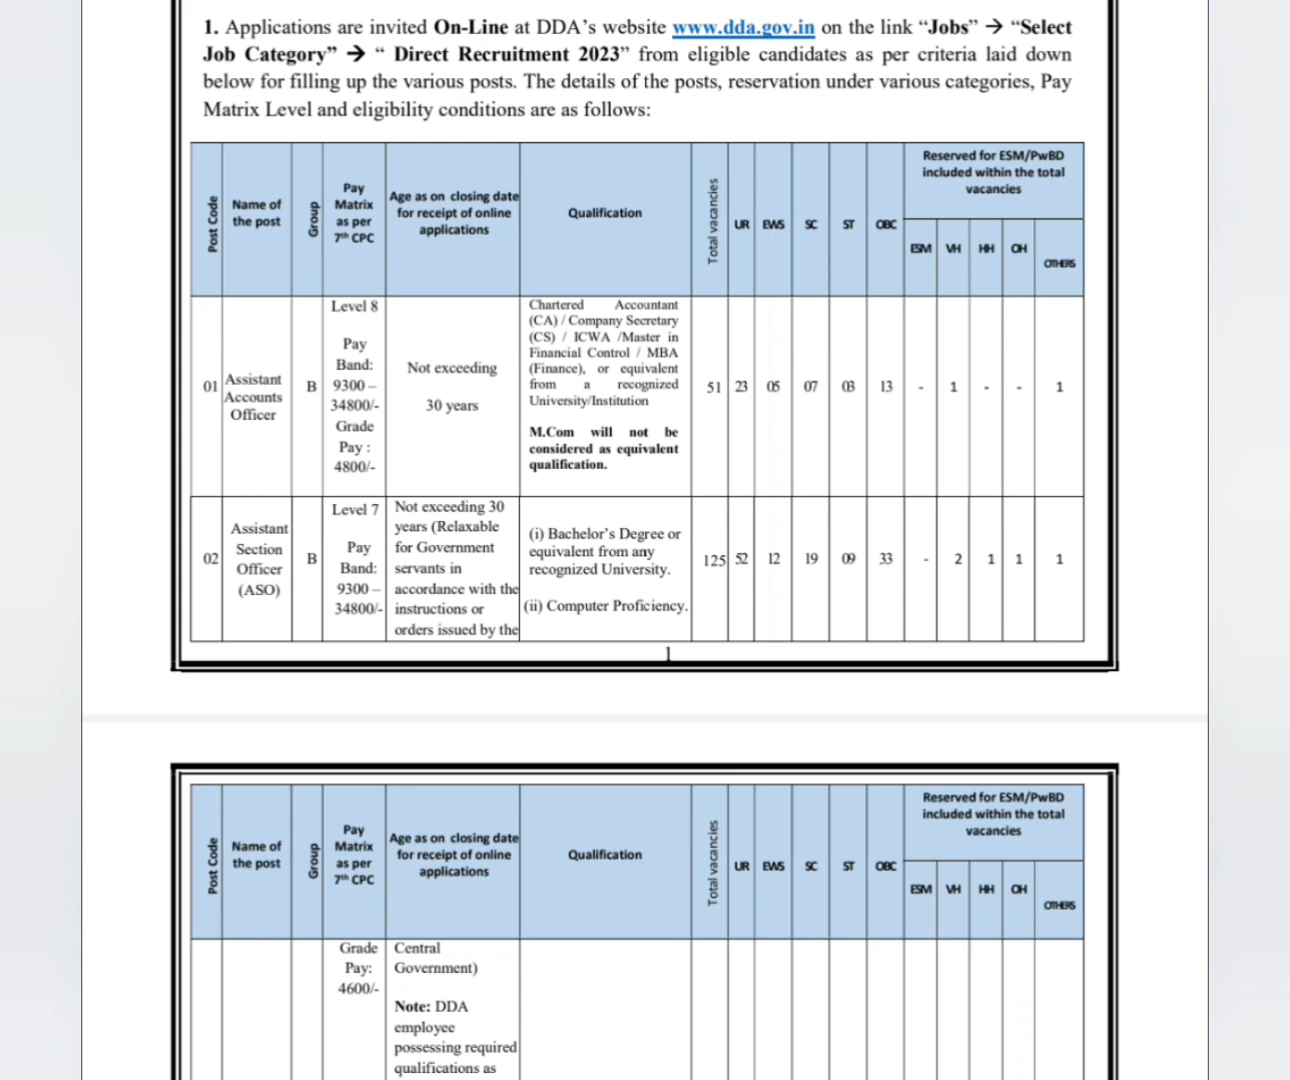 1. Applications are invited On-Line at DDA’s website www.dda.gov.in on the link “Jobs” → “Select
Job Category” → “ Direct Recruitment 2023” from eligible candidates as per criteria laid down
below for filling up the various posts. The details of the posts, reservation under various categories, Pay
Matrix Level and eligibility conditions are as follows:
Post Code
Name of
the post
Group
Pay
Matrix
as per
7th CPC
Age as on closing date
for receipt of online
applications
Qualification
Total vacancies
UR
EWS
SC
ST
OBC
Reserved for ESM/PwBD
included within the total
vacancies
ESM
VH
HH
OH
OTHERS
01
Assistant
Accounts
Officer
B
Level 8
Pay
Band:
9300 –
34800/-
Grade
Pay :
4800/-
Not exceeding
30 years
Chartered Accountant
(CA) / Company Secretary
(CS) / ICWA /Master in
Financial Control / MBA
(Finance), or equivalent
from a recognized
University/Institution
M.Com will not be
considered as equivalent
qualification.
51
23
05
07
03
13
-
1
-
-
1
02
Assistant
Section
Officer
(ASO)
B
Level 7
Pay
Band:
9300 –
34800/-
Not exceeding 30
years (Relaxable
for Government
servants in
accordance with the
instructions or
orders issued by the
(i) Bachelor’s Degree or
equivalent from any
recognized University.
(ii) Computer Proficiency.
125
52
12
19
09
33
-
2
1
1
1
1
Post Code
Name of
the post
Group
Pay
Matrix
as per
7th CPC
Age as on closing date
for receipt of online
applications
Qualification
Total vacancies
UR
EWS
SC
ST
OBC
Reserved for ESM/PwBD
included within the total
vacancies
ESM
VH
HH
OH
OTHERS
Grade
Pay:
4600/-
Central
Government)
Note: DDA
employee
possessing required
qualifications as